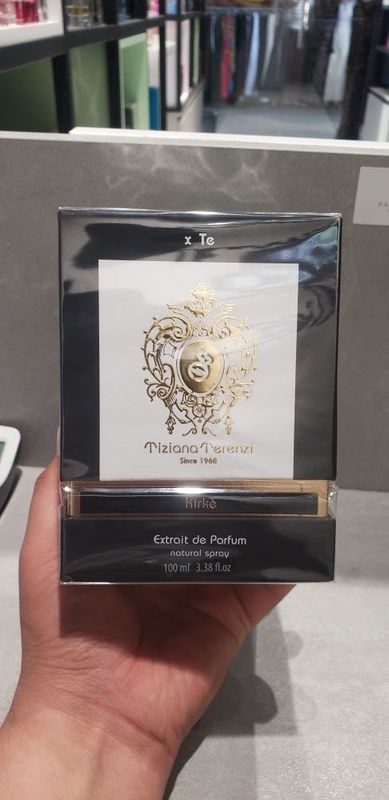 x Te
Tiziana Terenzi
Since 1968
Kirkè
Extrait de Parfum
natural spray
100 ml 3.38 fl.oz